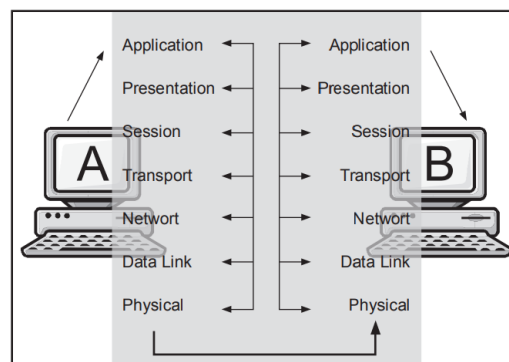 Application Application
Presentation Presentation
Session Session
A B
Transport Transport
Networt Networt
Data Link Data Link
Physical Physical